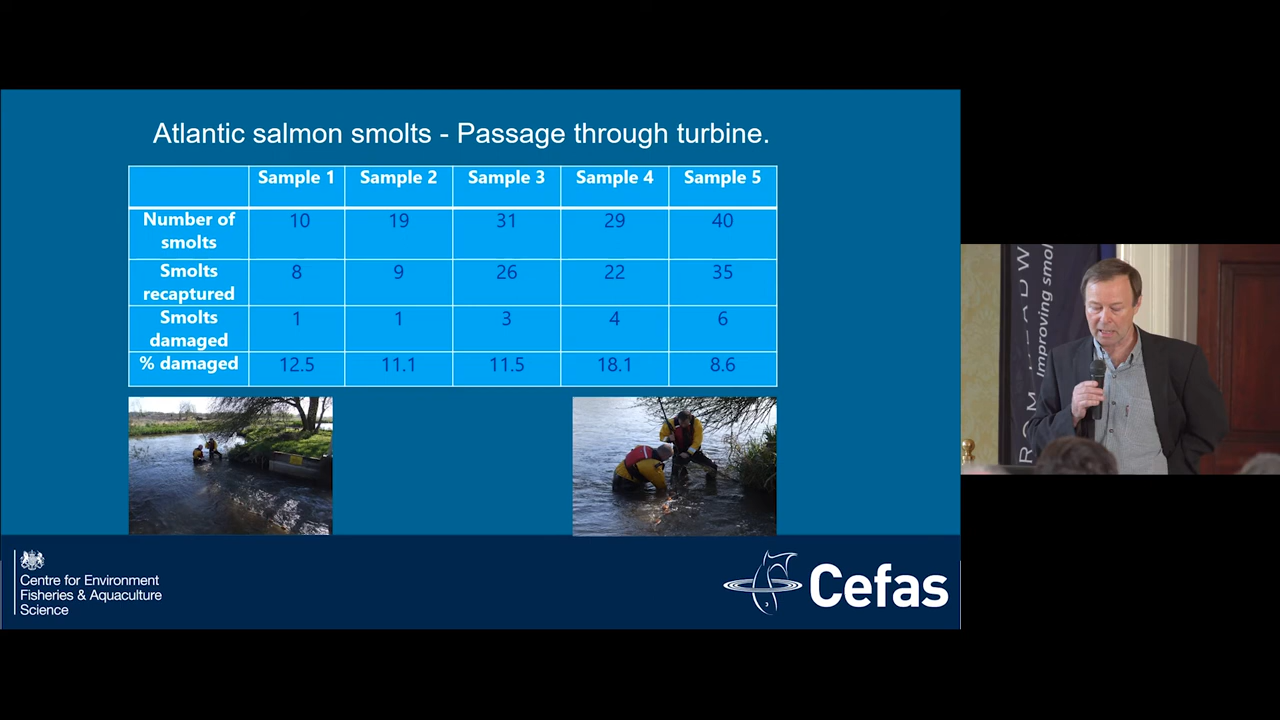 Atlantic salmon smolts - Passage through turbine.
Sample 1 Sample 2 Sample 3 Sample 4 Sample 5
Number of smolts 10 19 31 29 40
Smolts recaptured 8 9 26 22 35
Smolts damaged 1 1 3 4 6
% damaged 12.5 11.1 11.5 18.1 8.6
Centre for Environment
Fisheries & Aquaculture
Science
Cefas
Improving smol